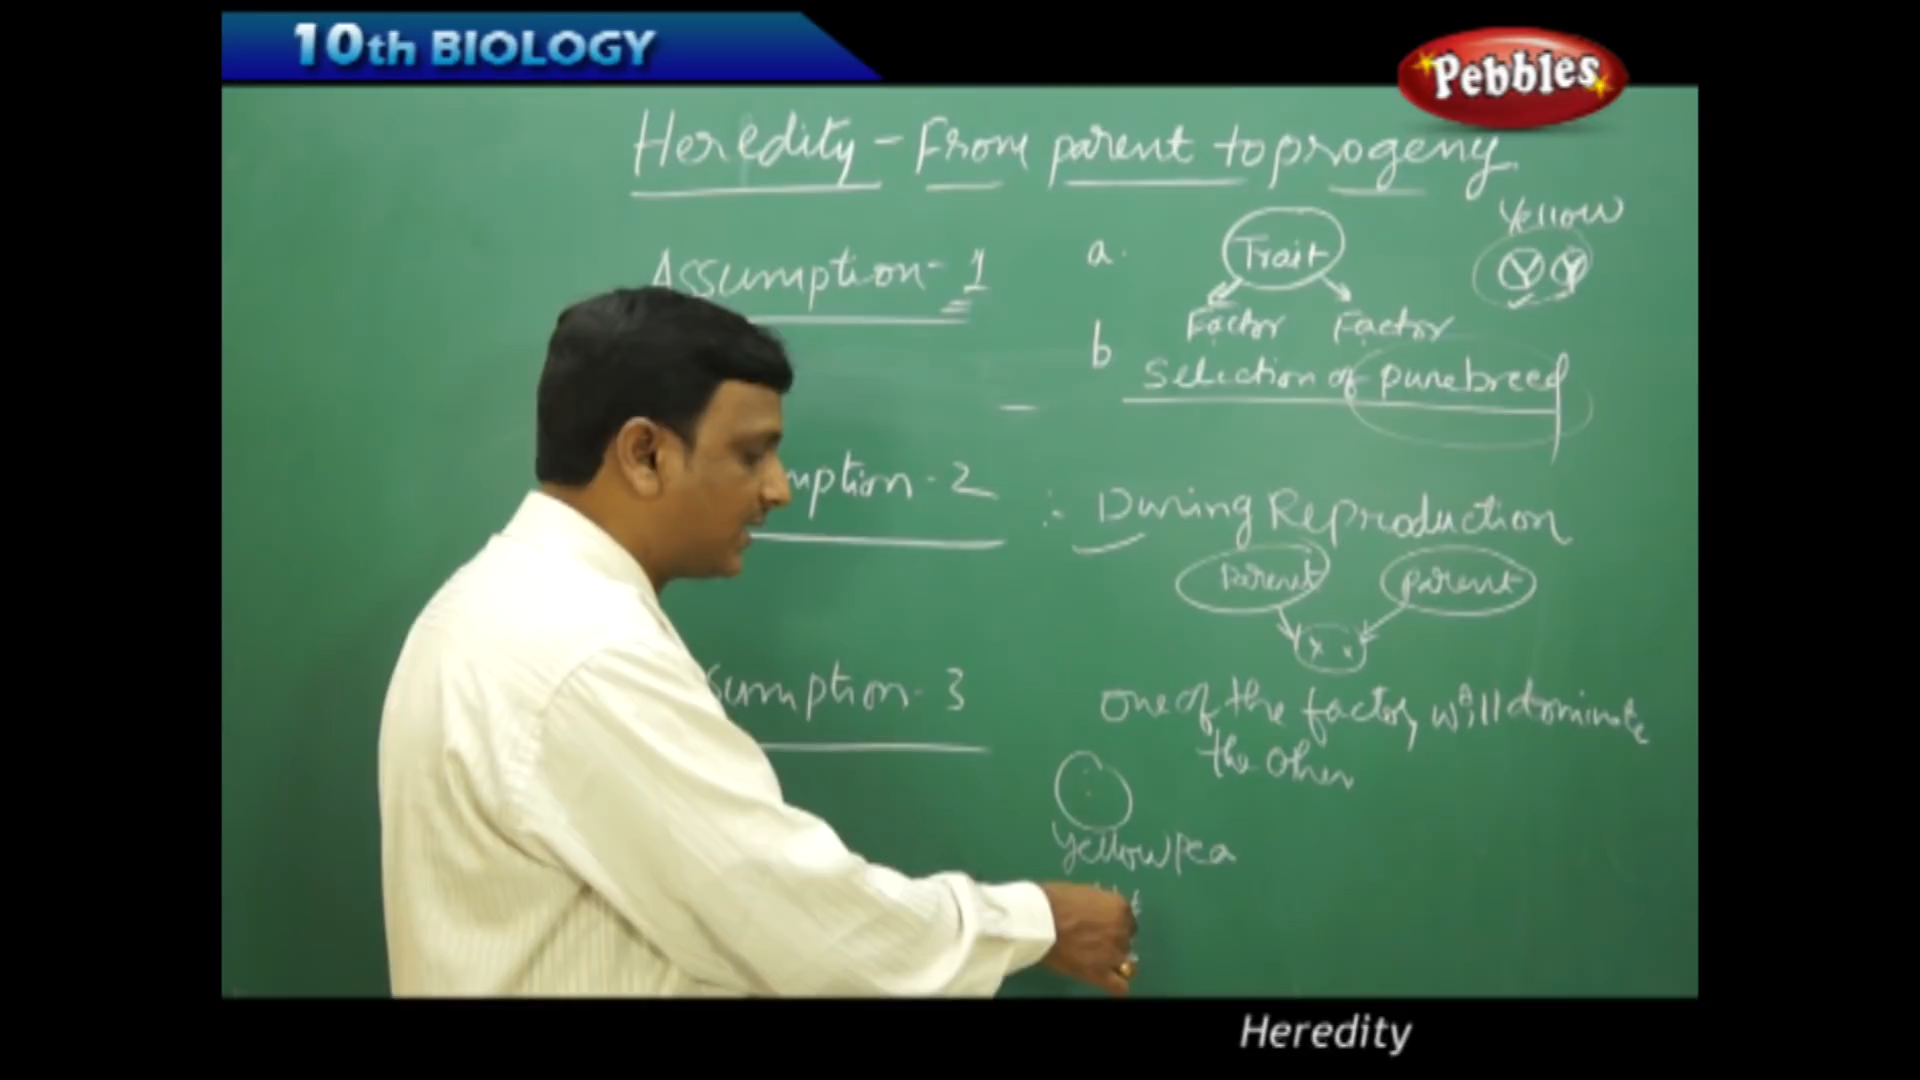 10th BIOLOGY
Pebbles
Heredity - From parent to progeny
Assumption - 1
a.
Trait
Yellow
Y Y
Factor Factor
b
Selection of purebreed
mption - 2
:- During Reproduction
Parent parent
x x
sumption - 3
one of the factor, will dominate
the other
Yellow Pea
Heredity